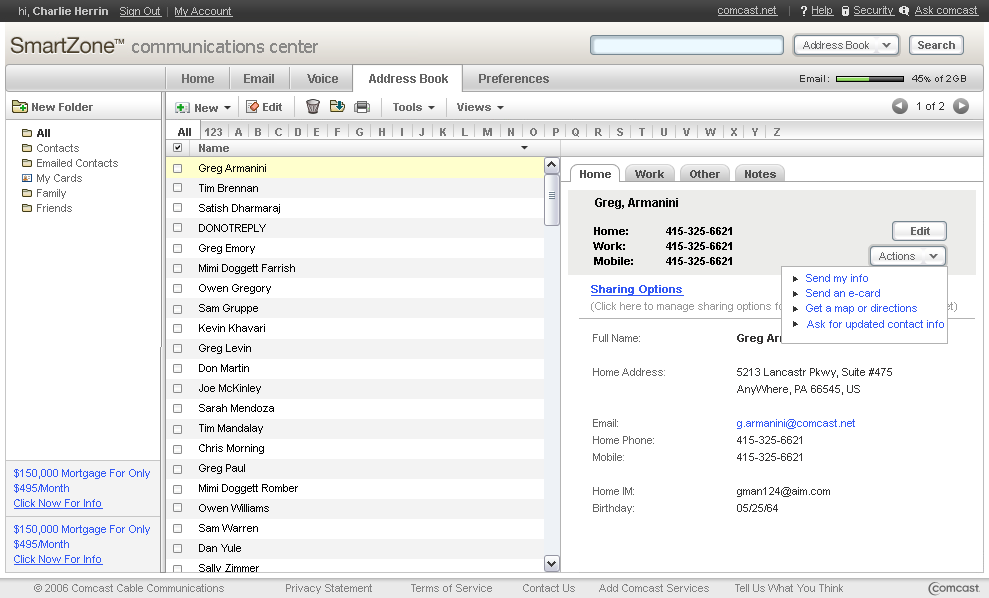 hi, Charlie Herrin Sign Out | My Account comcast.net | ? Help Security Ask comcast
SmartZone™ communications center Address Book Search
Home Email Voice Address Book Preferences Email: 45% of 2GB
New Folder New Edit Tools Views 1 of 2
All 123 A B C D E F G H I J K L M N O P Q R S T U V W X Y Z
All
Contacts
Emailed Contacts
My Cards
Family
Friends
$150,000 Mortgage For Only
$495/Month
Click Now For Info
$150,000 Mortgage For Only
$495/Month
Click Now For Info
Name
Greg Armanini
Tim Brennan
Satish Dharmaraj
DONOTREPLY
Greg Emory
Mimi Doggett Farrish
Owen Gregory
Sam Gruppe
Kevin Khavari
Greg Levin
Don Martin
Joe McKinley
Sarah Mendoza
Tim Mandalay
Chris Morning
Greg Paul
Mimi Doggett Romber
Owen Williams
Sam Warren
Dan Yule
Sally Zimmer
Home Work Other Notes
Greg, Armanini
Home: 415-325-6621 Edit
Work: 415-325-6621
Mobile: 415-325-6621 Actions
Send my info
Send an e-card
Get a map or directions
Ask for updated contact info
Sharing Options
(Click here to manage sharing options
Full Name: Greg
Home Address: 5213 Lancastr Pkwy, Suite #475
AnyWhere, PA 66545, US
Email: g.armanini@comcast.net
Home Phone: 415-325-6621
Mobile: 415-325-6621
Home IM: gman124@aim.com
Birthday: 05/25/64
© 2006 Comcast Cable Communications Privacy Statement Terms of Service Contact Us Add Comcast Services Tell Us What You Think comcast